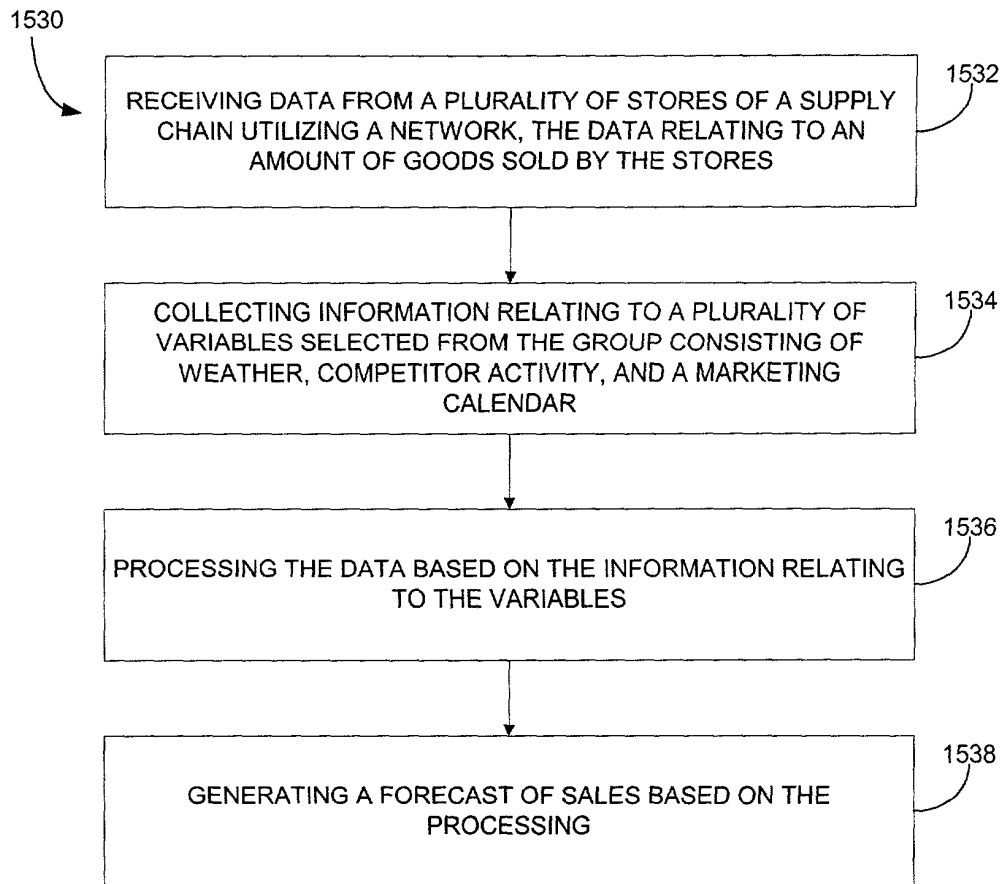 1530
RECEIVING DATA FROM A PLURALITY OF STORES OF A SUPPLY
CHAIN UTILIZING A NETWORK, THE DATA RELATING TO AN
AMOUNT OF GOODS SOLD BY THE STORES
1532
COLLECTING INFORMATION RELATING TO A PLURALITY OF
VARIABLES SELECTED FROM THE GROUP CONSISTING OF
WEATHER, COMPETITOR ACTIVITY, AND A MARKETING
CALENDAR
1534
PROCESSING THE DATA BASED ON THE INFORMATION RELATING
TO THE VARIABLES
1536
GENERATING A FORECAST OF SALES BASED ON THE
PROCESSING
1538